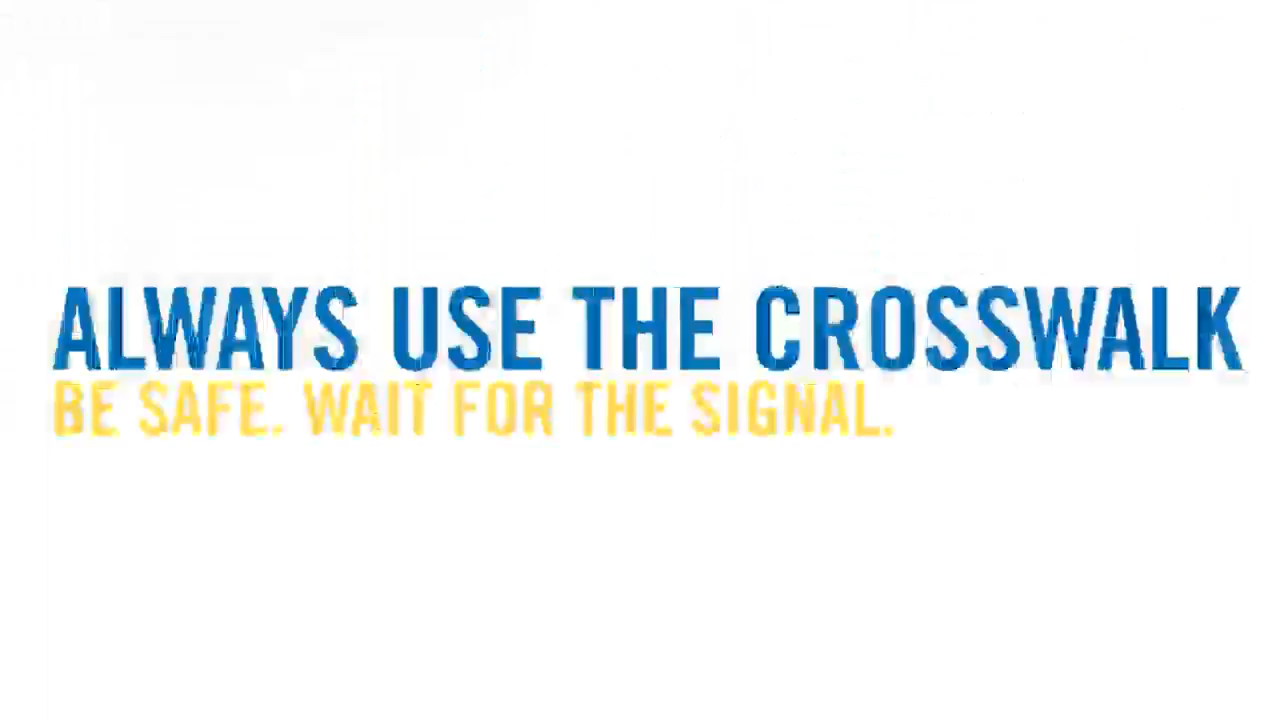 ALWAYS USE THE CROSSWALK
BE SAFE. WAIT FOR THE SIGNAL.